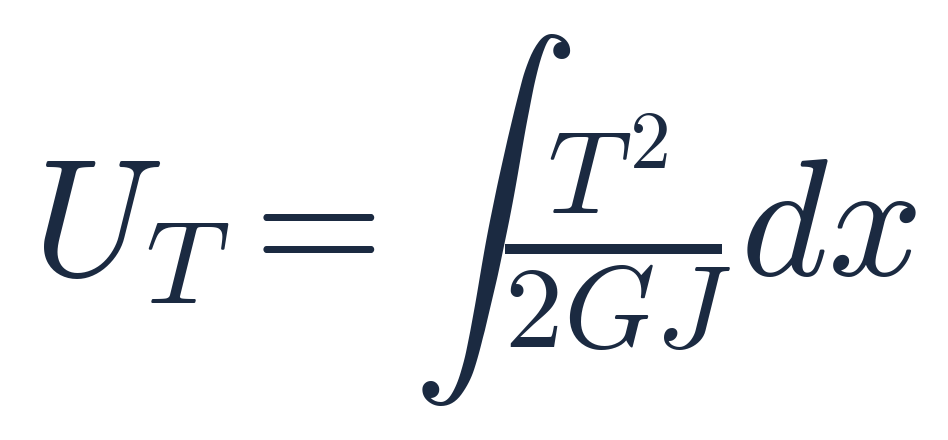 U_T = ∫ T²/2GJ dx